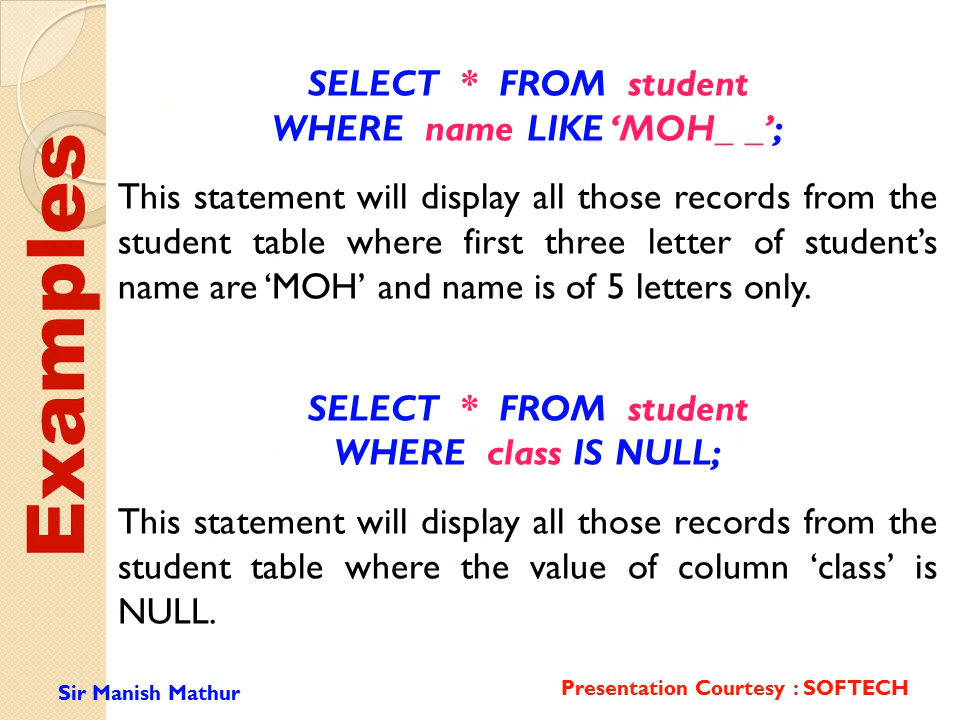 Examples
SELECT * FROM student
WHERE name LIKE ‘MOH_ _’;
This statement will display all those records from the
student table where first three letter of student’s
name are ‘MOH’ and name is of 5 letters only.
SELECT * FROM student
WHERE class IS NULL;
This statement will display all those records from the
student table where the value of column ‘class’ is
NULL.
Sir Manish Mathur
Presentation Courtesy : SOFTECH